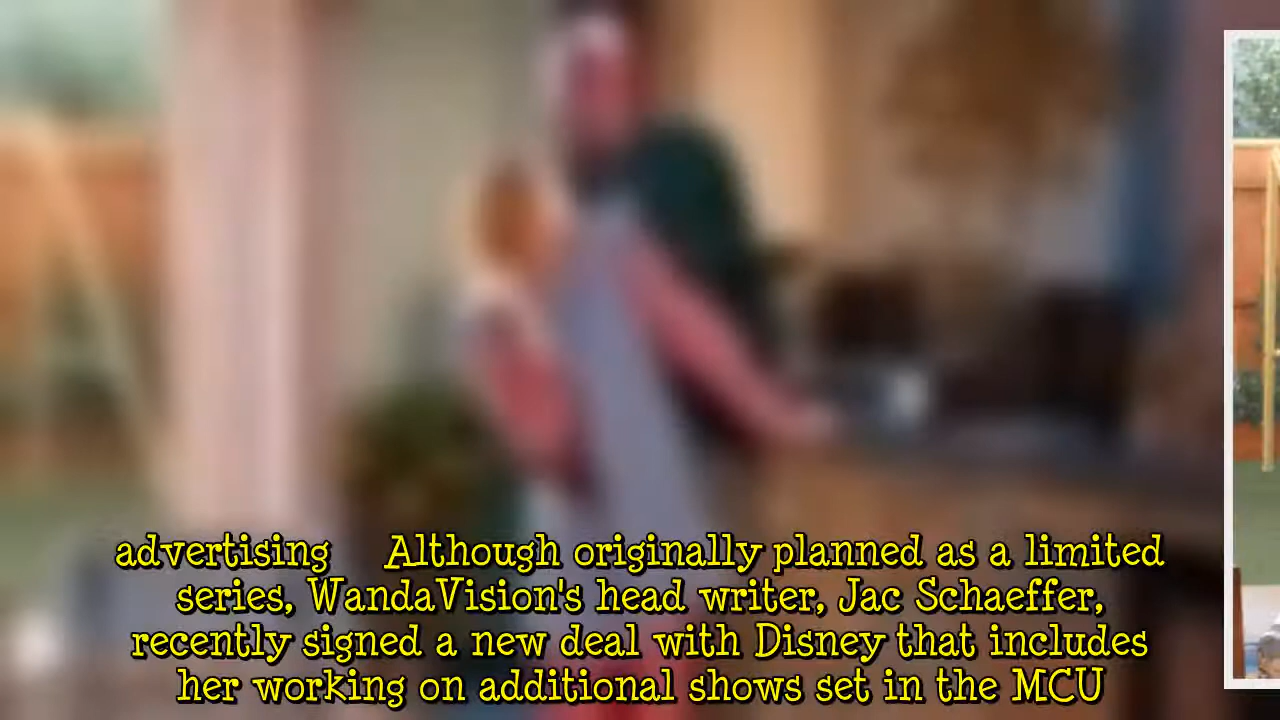 advertising Although originally planned as a limited
series, WandaVision's head writer, Jac Schaeffer,
recently signed a new deal with Disney that includes
her working on additional shows set in the MCU